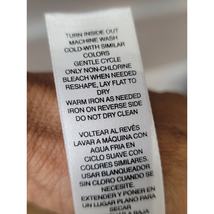 TURN INSIDE OUT
MACHINE WASH
COLD-WITH SIMILAR
COLORS
GENTLE CYCLE
ONLY NON-CHLORINE
BLEACH WHEN NEEDED
RESHAPE, LAY FLAT TO
DRY
WARM IRON AS NEEDED
IRON ON REVERSE SIDE
DO NOT DRY CLEAN
VOLTEAR AL REVÉS
LAVAR A MÁQUINA CON
AGUA FRIA EN
CICLO SUAVE CON
COLORES SIMILARES.
USAR BLANQUEADOR
SIN CLORO CUANDO SE
NECESITE.
EXTENDER Y PONER EN
UN LUGAR PLANO PARA